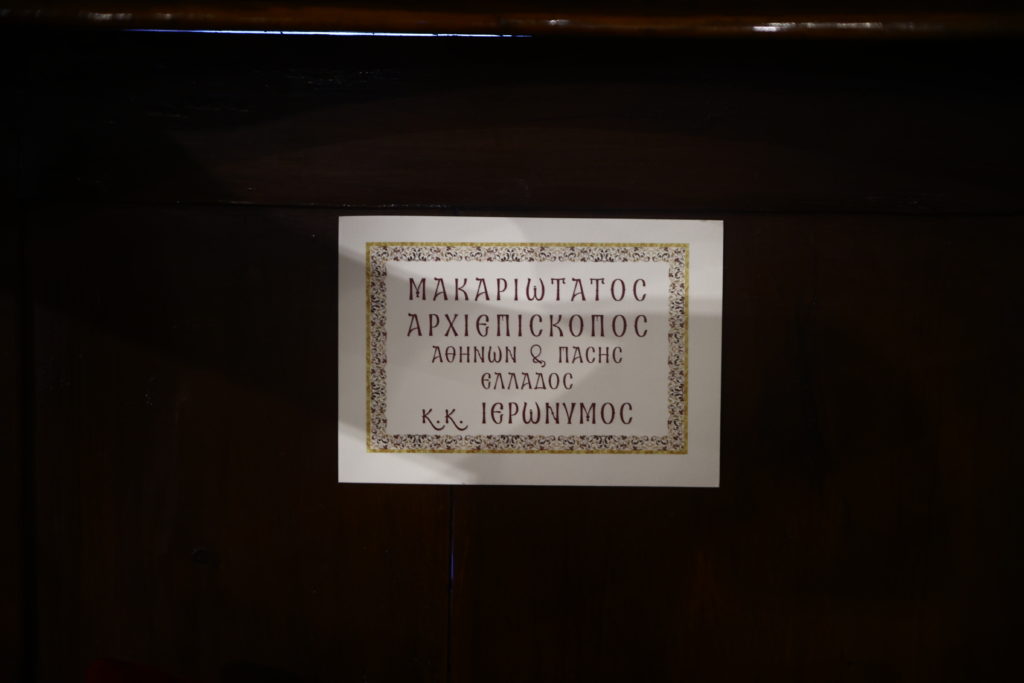 ΜΑΚΑΡΙΩΤΑΤΟΣ
ΑΡΧΙΕΠΙΣΚΟΠΟΣ
ΑΘΗΝΩΝ & ΠΑΣΗΣ
ΕΛΛΑΔΟΣ
κ.κ. ΙΕΡΩΝΥΜΟΣ